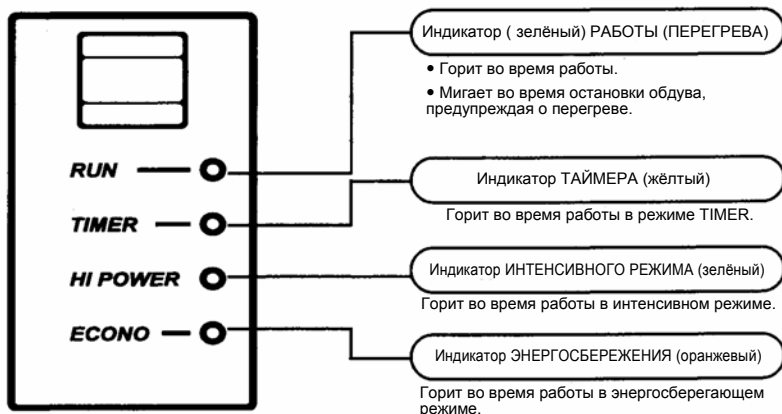 Индикатор ( зелёный) РАБОТЫ (ПЕРЕГРЕВА)
• Горит во время работы.
• Мигает во время остановки обдува,
предупреждая о перегреве.
RUN
Индикатор ТАЙМЕРА (жёлтый)
TIMER
Горит во время работы в режиме TIMER.
HI POWER
Индикатор ИНТЕНСИВНОГО РЕЖИМА (зелёный)
Горит во время работы в интенсивном режиме.
ECONO
Индикатор ЭНЕРГОСБЕРЕЖЕНИЯ (оранжевый)
Горит во время работы в энергосберегающем
режиме.